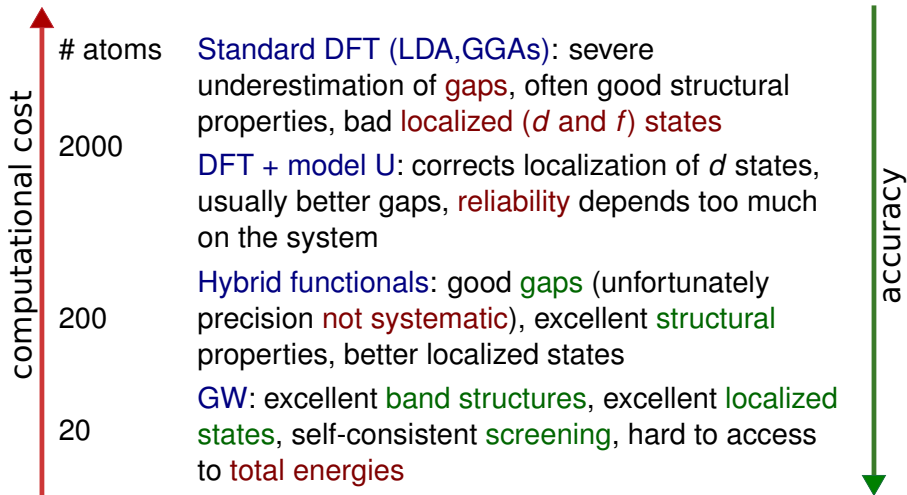 computational cost
# atoms
Standard DFT (LDA,GGAs): severe
underestimation of gaps, often good structural
properties, bad localized (d and f) states
2000
DFT + model U: corrects localization of d states,
usually better gaps, reliability depends too much
on the system
Hybrid functionals: good gaps (unfortunately
200
precision not systematic), excellent structural
properties, better localized states
GW: excellent band structures, excellent localized
20
states, self-consistent screening, hard to access
to total energies
accuracy